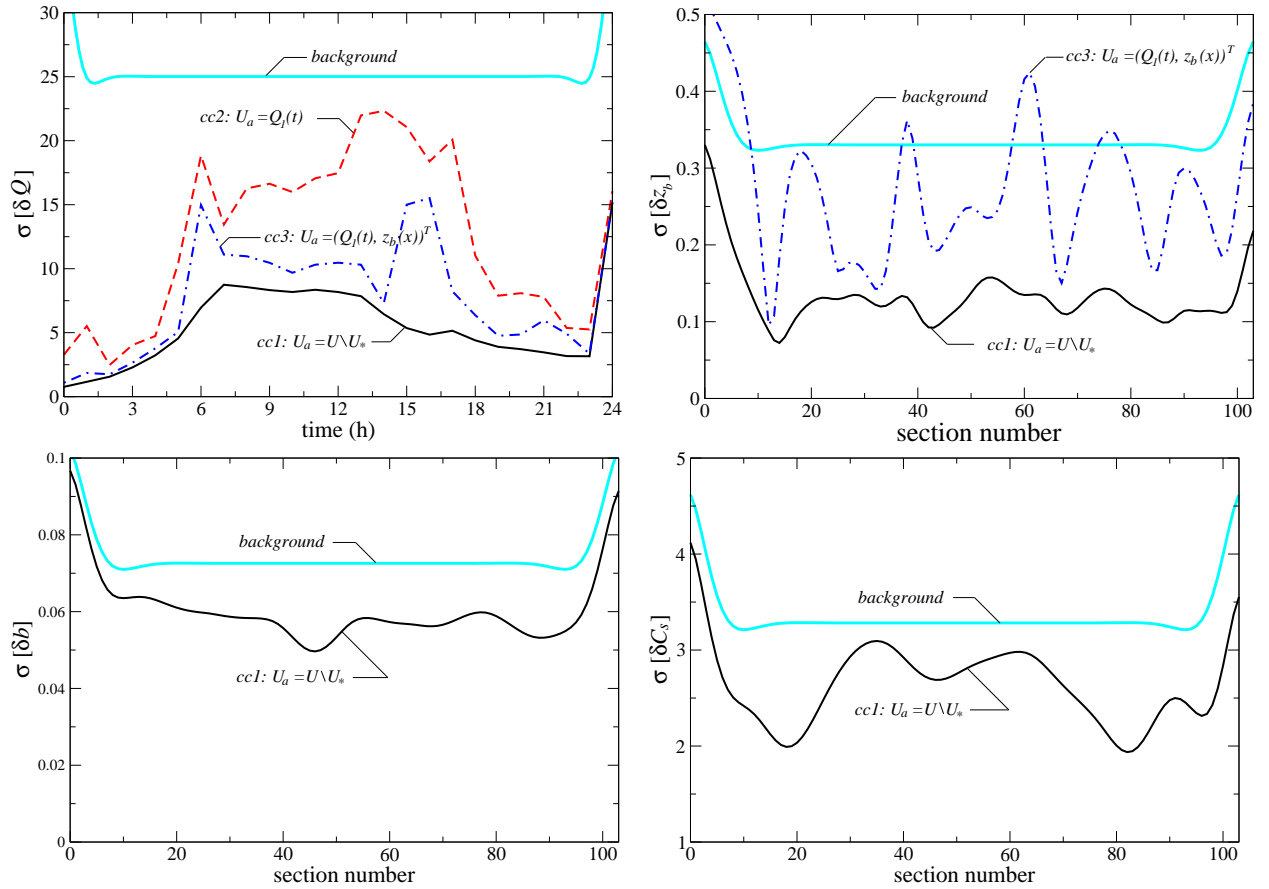 30
25
20
15
10
5
0
σ [δQ]
background
cc2: U_a =Q_l(t)
cc3: U_a=(Q_l(t), z_b(x))^T
cc1: U_a=U\U_*
0 3 6 9 12 15 18 21 24
time (h)
0.5
0.4
0.3
0.2
0.1
0
σ [δz_b]
cc3: U_a=(Q_l(t), z_b(x))^T
background
cc1: U_a=U\U_*
0 20 40 60 80 100
section number
0.1
0.08
0.06
0.04
0.02
0
σ [δb]
background
cc1: U_a =U\U_*
0 20 40 60 80 100
section number
5
4
3
2
1
σ [δC_s]
background
cc1: U_a =U\U_*
0 20 40 60 80 100
section number